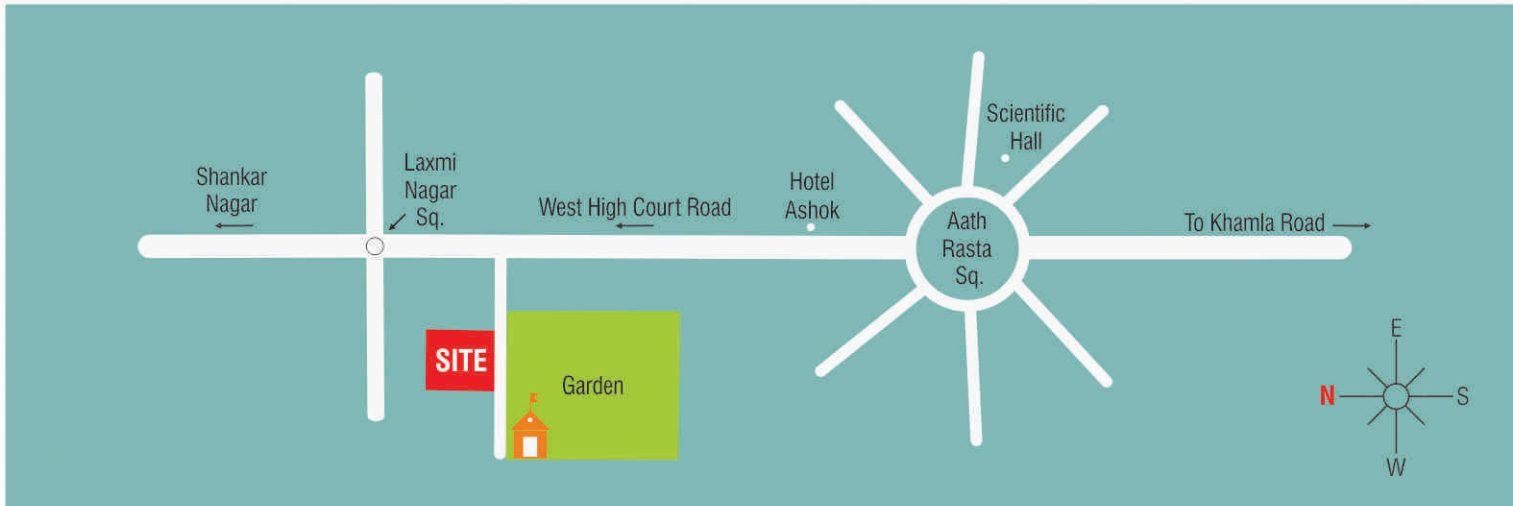 Shankar
Nagar
Laxmi
Nagar
Sq.
West High Court Road
Hotel
Ashok
Scientific
Hall
Aath
Rasta
Sq.
To Khamla Road
SITE
Garden
E
N
S
W